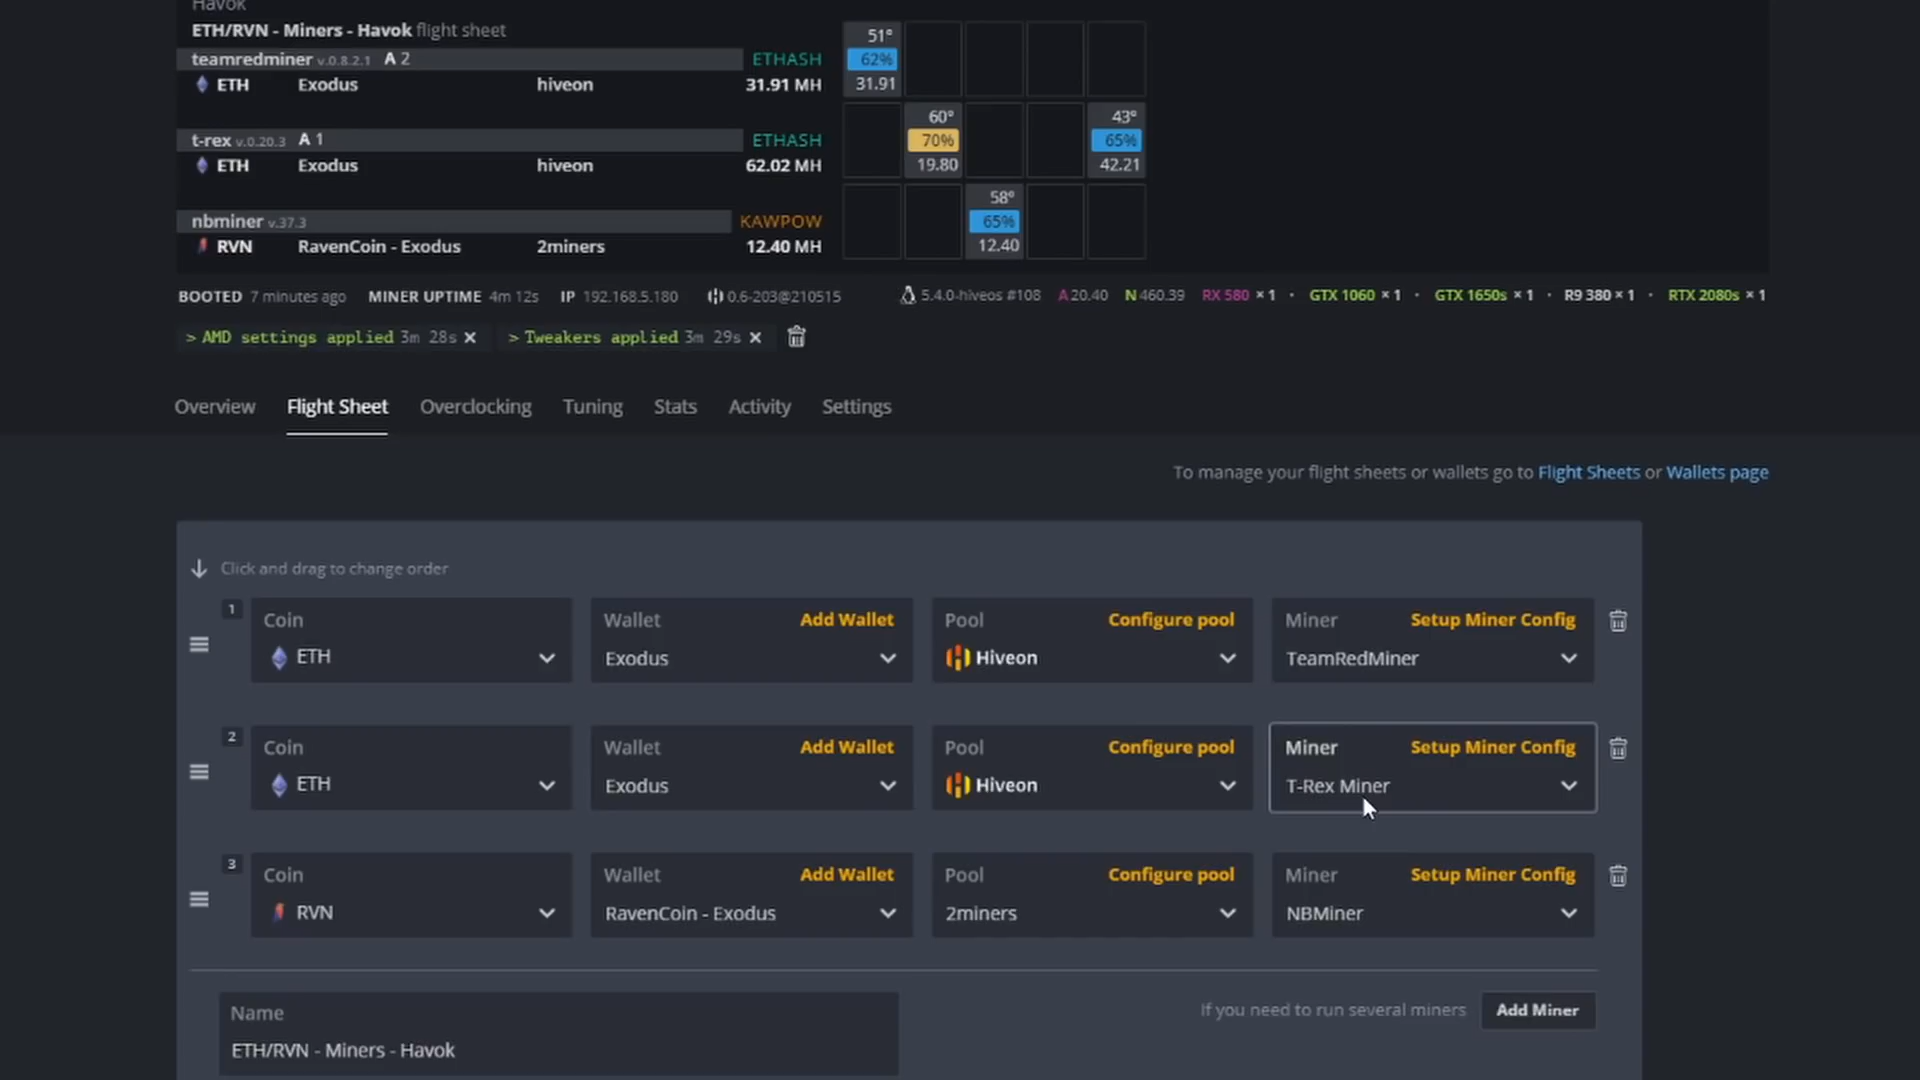 Havok
ETH/RVN - Miners - Havok flight sheet
teamredminer v.0.8.2.1 A 2 ETHASH
ETH Exodus hiveon 31.91 MH
51°
62%
31.91
t-rex v.0.20.3 A 1 ETHASH
ETH Exodus hiveon 62.02 MH
60° 43°
70% 65%
19.80 42.21
nbminer v.37.3 KAWPOW
RVN RavenCoin - Exodus 2miners 12.40 MH
58°
65%
12.40
BOOTED 7 minutes ago MINER UPTIME 4m 12s IP 192.168.5.180 0.6-203@210515 5.4.0-hiveos #108 A 20.40 N 460.39 RX 580 × 1 · GTX 1060 × 1 · GTX 1650s × 1 · R9 380 × 1 · RTX 2080s × 1
> AMD settings applied 3m 28s × > Tweakers applied 3m 29s ×
Overview Flight Sheet Overclocking Tuning Stats Activity Settings
To manage your flight sheets or wallets go to Flight Sheets or Wallets page
Click and drag to change order
1 Coin Wallet Add Wallet Pool Configure pool Miner Setup Miner Config
ETH Exodus Hiveon TeamRedMiner
2 Coin Wallet Add Wallet Pool Configure pool Miner Setup Miner Config
ETH Exodus Hiveon T-Rex Miner
3 Coin Wallet Add Wallet Pool Configure pool Miner Setup Miner Config
RVN RavenCoin - Exodus 2miners NBMiner
Name
ETH/RVN - Miners - Havok
If you need to run several miners Add Miner